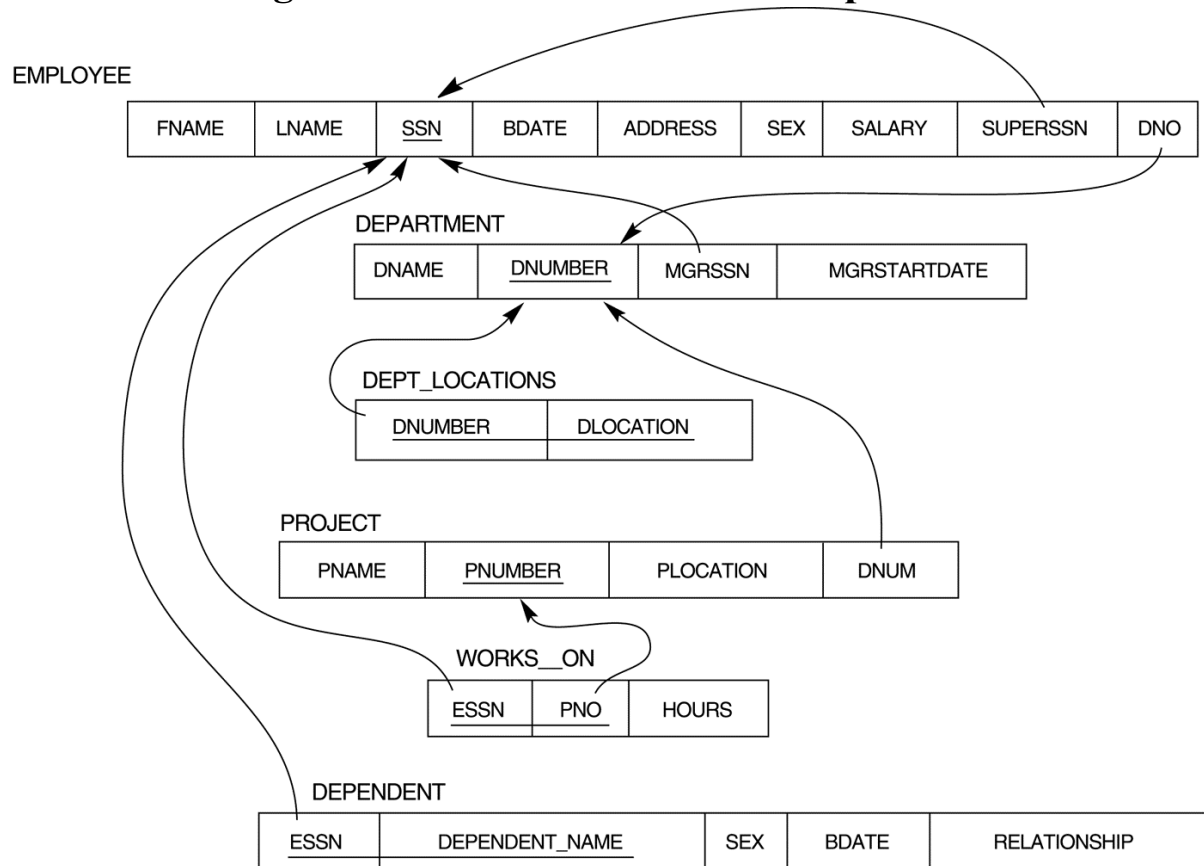 EMPLOYEE
FNAME LNAME SSN BDATE ADDRESS SEX SALARY SUPERSSN DNO
DEPARTMENT
DNAME DNUMBER MGRSSN MGRSTARTDATE
DEPT_LOCATIONS
DNUMBER DLOCATION
PROJECT
PNAME PNUMBER PLOCATION DNUM
WORKS__ON
ESSN PNO HOURS
DEPENDENT
ESSN DEPENDENT_NAME SEX BDATE RELATIONSHIP